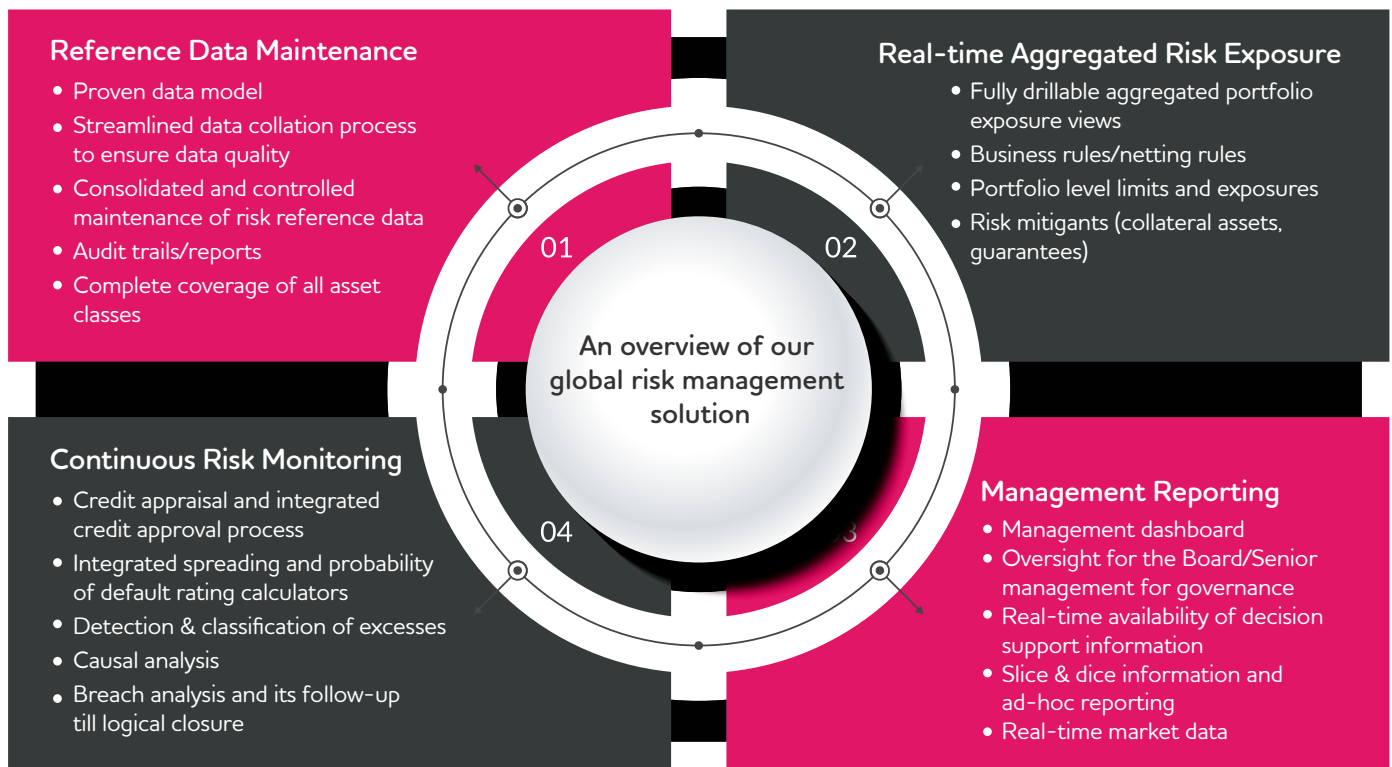 Reference Data Maintenance
• Proven data model
• Streamlined data collation process
to ensure data quality
• Consolidated and controlled
maintenance of risk reference data
• Audit trails/reports
• Complete coverage of all asset
classes
01
Real-time Aggregated Risk Exposure
• Fully drillable aggregated portfolio
exposure views
• Business rules/netting rules
• Portfolio level limits and exposures
• Risk mitigants (collateral assets,
guarantees)
02
An overview of our
global risk management
solution
Continuous Risk Monitoring
• Credit appraisal and integrated
credit approval process
• Integrated spreading and probability
of default rating calculators
• Detection & classification of excesses
• Causal analysis
• Breach analysis and its follow-up
till logical closure
04
Management Reporting
• Management dashboard
• Oversight for the Board/Senior
management for governance
• Real-time availability of decision
support information
• Slice & dice information and
ad-hoc reporting
• Real-time market data
03